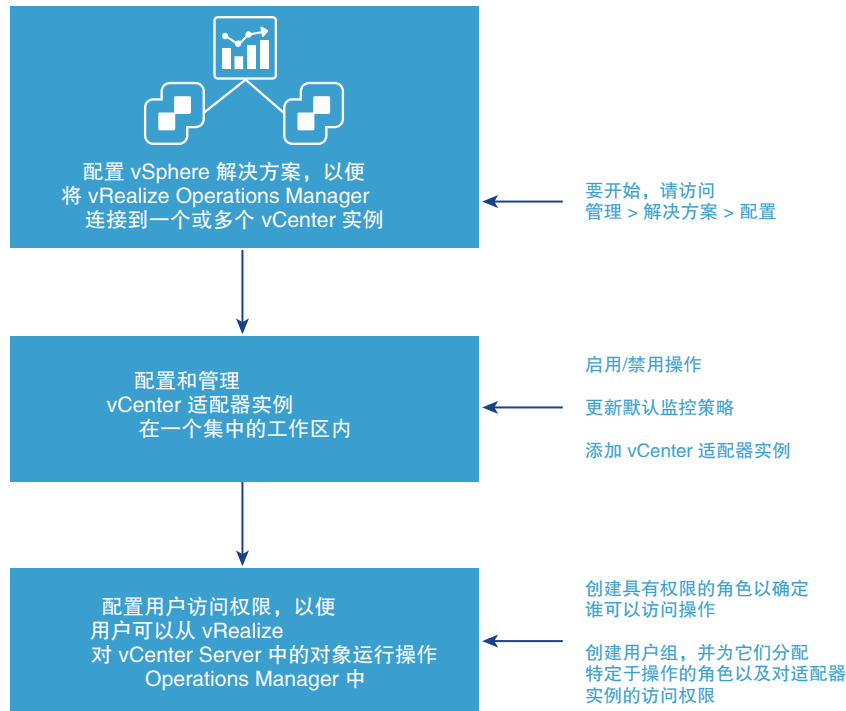 配置 vSphere 解决方案，以便
将 vRealize Operations Manager
连接到一个或多个 vCenter 实例
要开始，请访问
管理 > 解决方案 > 配置
配置和管理
vCenter 适配器实例
在一个集中的工作区内
启用/禁用操作
更新默认监控策略
添加 vCenter 适配器实例
配置用户访问权限，以便
用户可以从 vRealize
对 vCenter Server 中的对象运行操作
Operations Manager 中
创建具有权限的角色以确定
谁可以访问操作
创建用户组，并为它们分配
特定于操作的角色以及对适配器
实例的访问权限